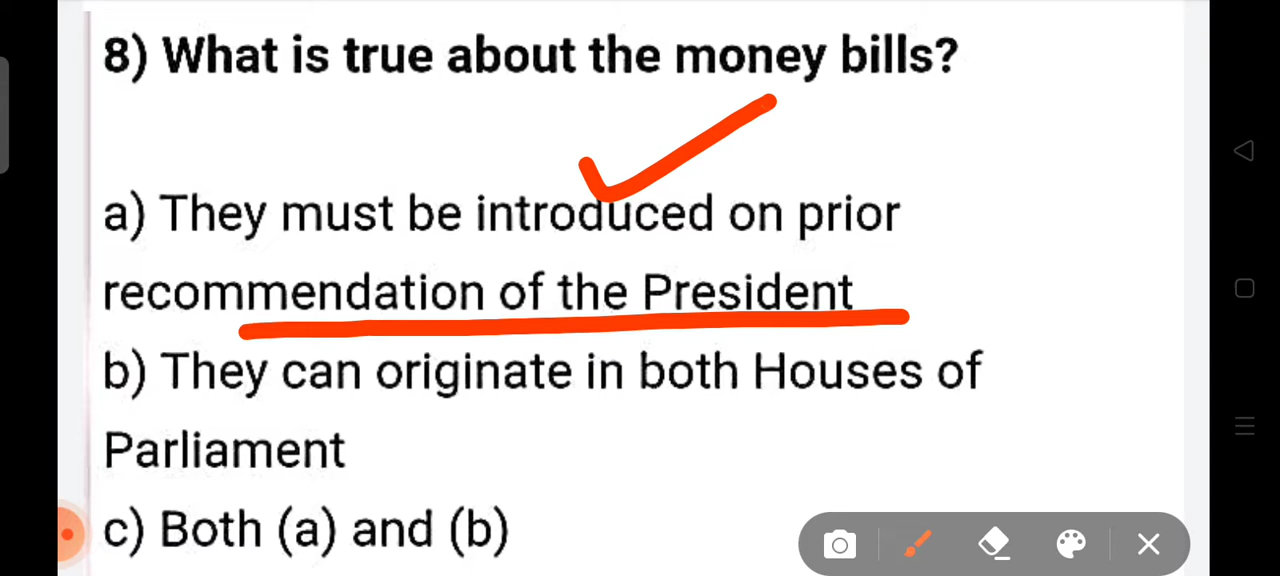 8) What is true about the money bills?
a) They must be introduced on prior
recommendation of the President
b) They can originate in both Houses of
Parliament
c) Both (a) and (b)